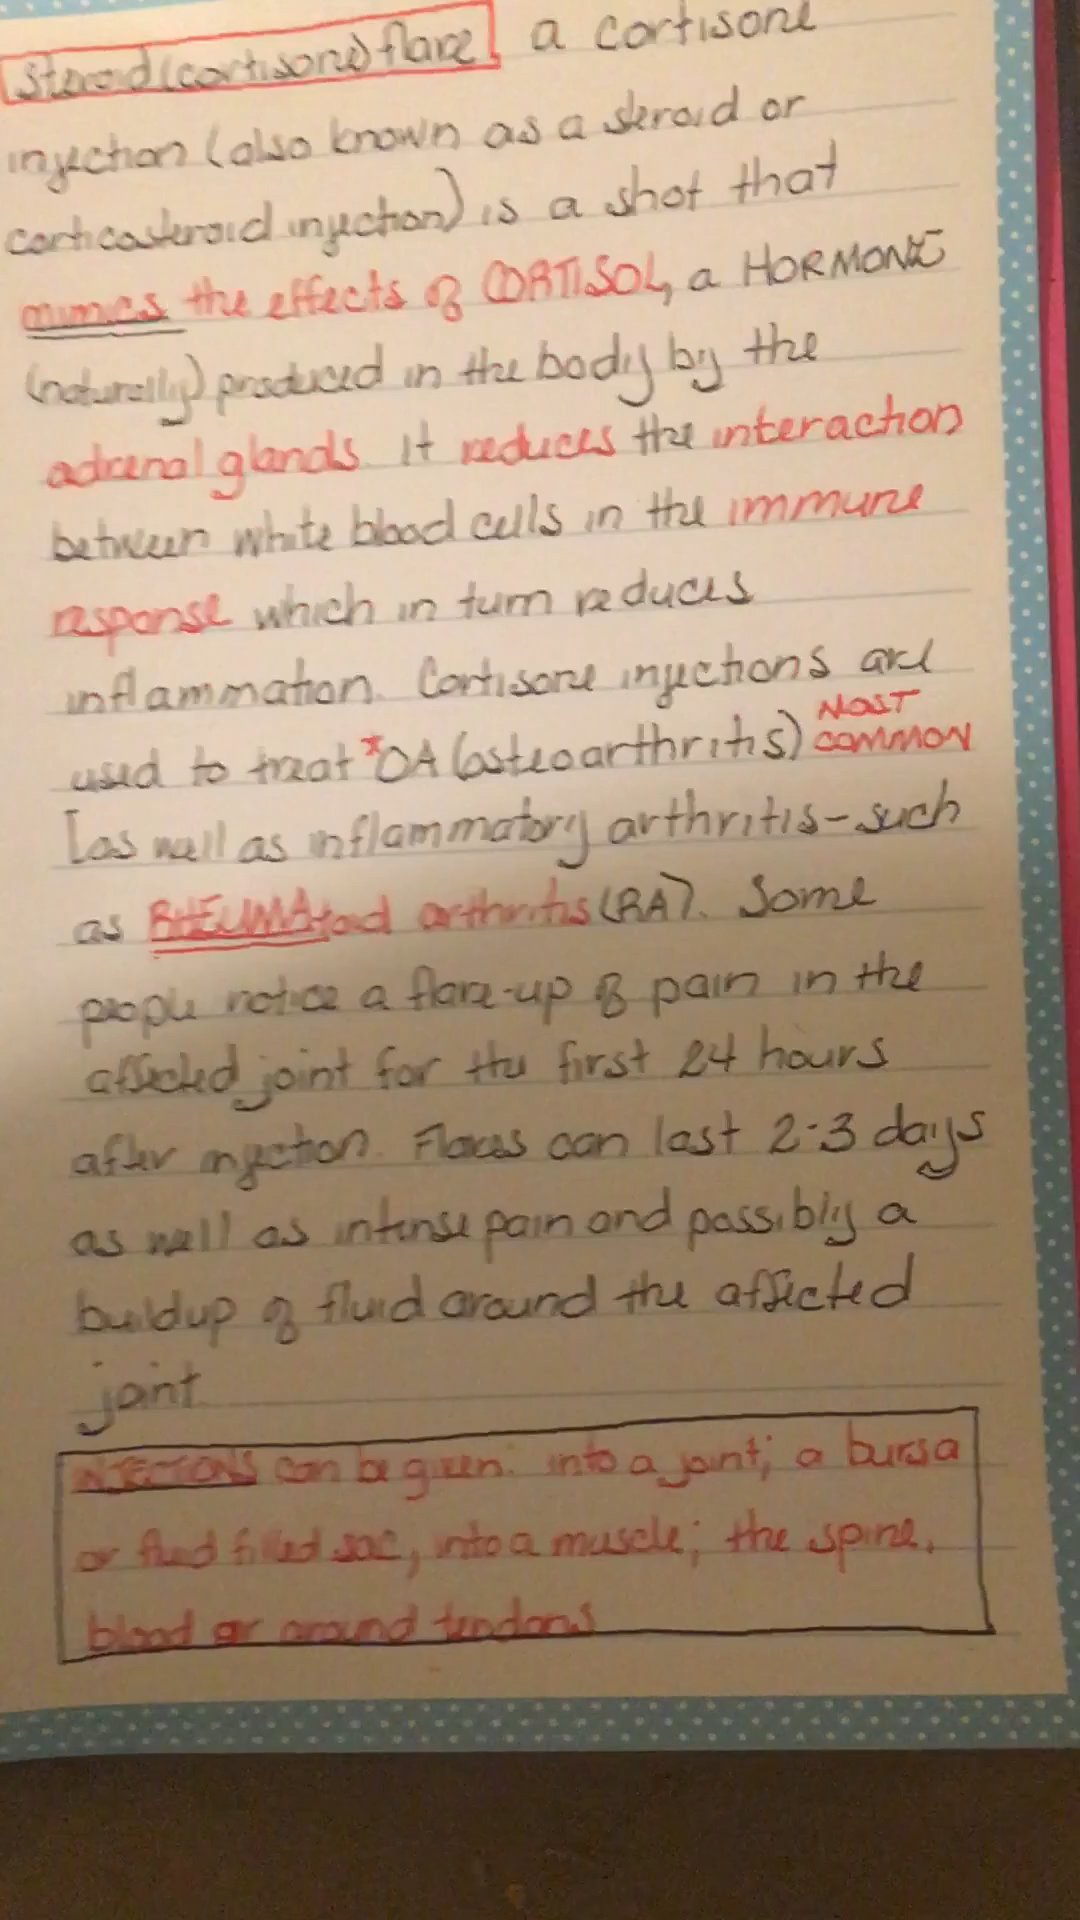 steroid (cortisone) flare, a cortisone
injection (also known as a steroid or
corticosteroid injection) is a shot that
mimics the effects of CORTISOL, a HORMONE
(naturally) produced in the body by the
adrenal glands. It reduces the interaction
between white blood cells in the immune
response which in turn reduces
inflammation. Cortisone injections are
used to treat *OA (osteoarthritis) MOST COMMON
[as well as inflammatory arthritis - such
as RHEUMAtoid arthritis (RA]. Some
people notice a flare-up of pain in the
affected joint for the first 24 hours
after injection. Flares can last 2-3 days
as well as intense pain and possibly a
buildup of fluid around the affected
joint.
INJECTIONS can be given: into a joint; a bursa
or fluid filled sac, into a muscle; the spine,
blood or around tendons